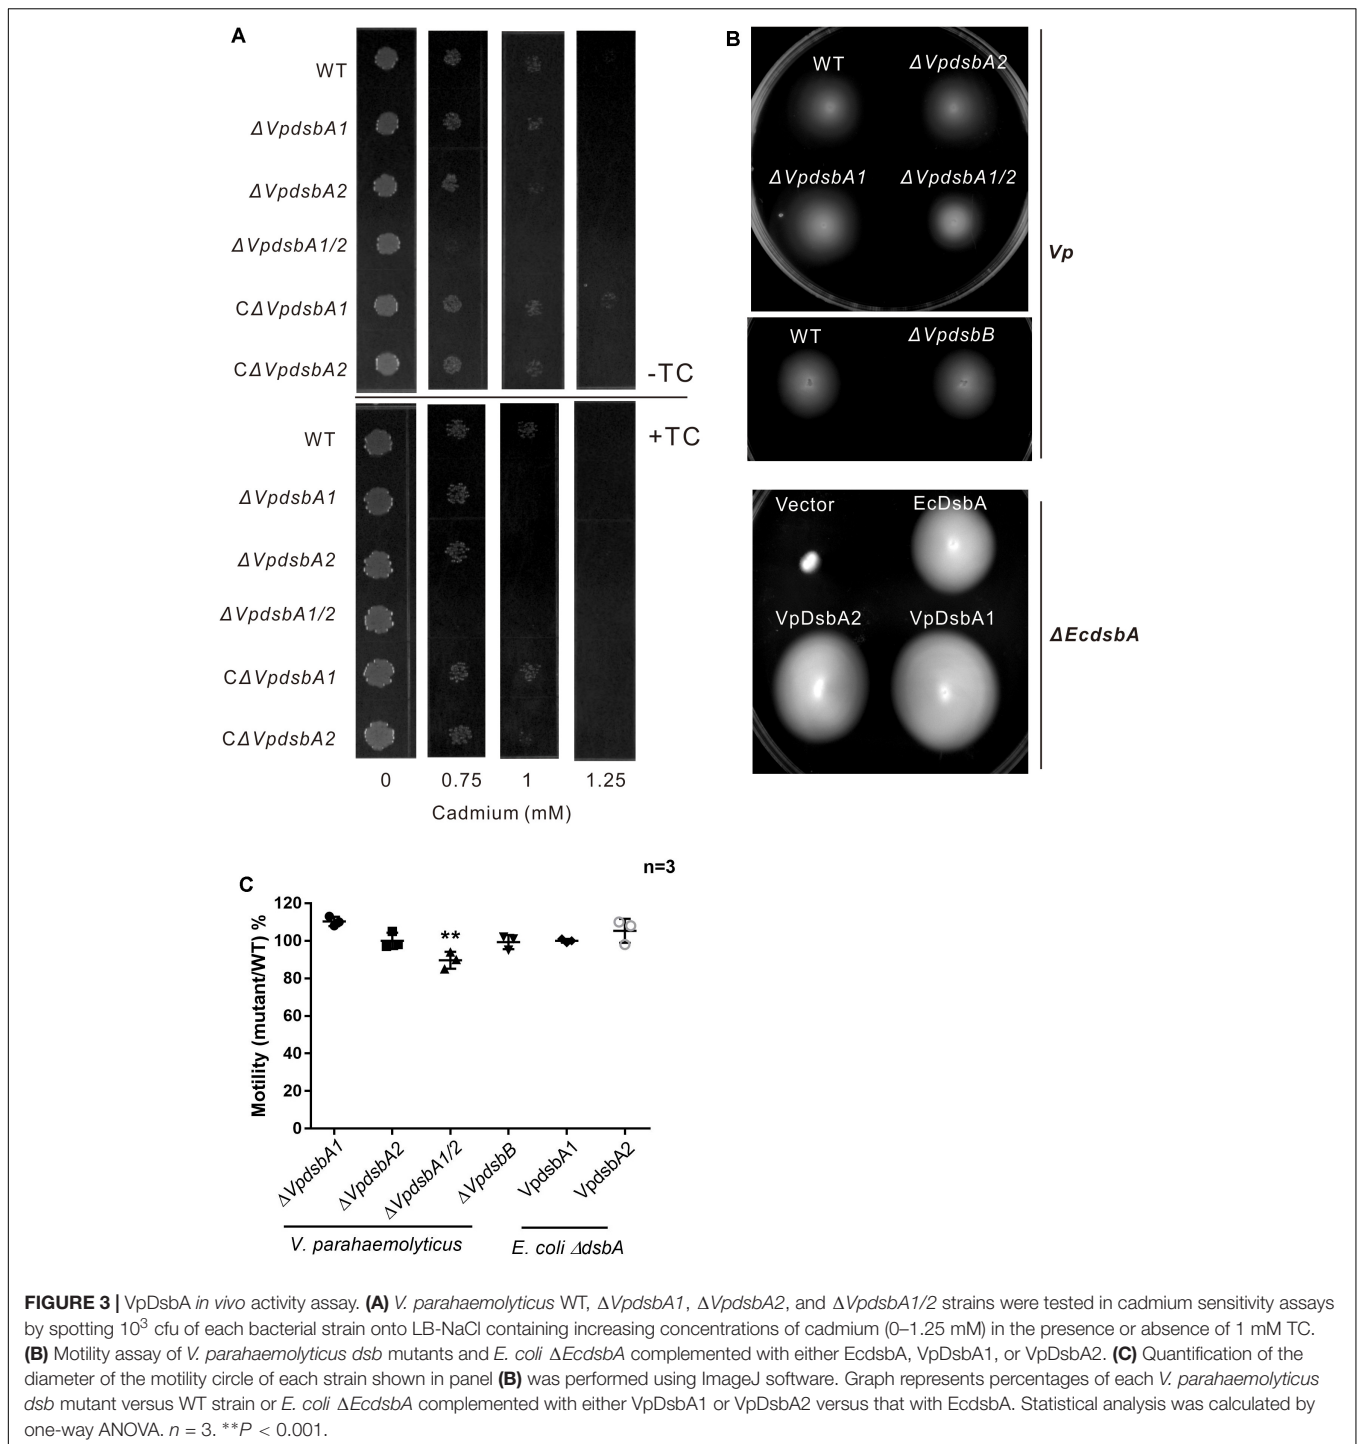 A
WT
ΔVpdsbA1
ΔVpdsbA2
ΔVpdsbA1/2
CΔVpdsbA1
CΔVpdsbA2
-TC
WT
+TC
ΔVpdsbA1
ΔVpdsbA2
ΔVpdsbA1/2
CΔVpdsbA1
CΔVpdsbA2
0 0.75 1 1.25
Cadmium (mM)
B
WT ΔVpdsbA2
ΔVpdsbA1 ΔVpdsbA1/2
Vp
WT ΔVpdsbB
Vector EcDsbA
VpDsbA2 VpDsbA1
ΔEcdsbA
n=3
C
Motility (mutant/WT) %
120
100
80
60
40
20
0
**
ΔVpdsbA1 ΔVpdsbA2 ΔVpdsbA1/2 ΔVpdsbB VpdsbA1 VpdsbA2
V. parahaemolyticus E. coli ΔdsbA
FIGURE 3 | VpDsbA in vivo activity assay. (A) V. parahaemolyticus WT, ΔVpdsbA1, ΔVpdsbA2, and ΔVpdsbA1/2 strains were tested in cadmium sensitivity assays
by spotting 10³ cfu of each bacterial strain onto LB-NaCl containing increasing concentrations of cadmium (0–1.25 mM) in the presence or absence of 1 mM TC.
(B) Motility assay of V. parahaemolyticus dsb mutants and E. coli ΔEcdsbA complemented with either EcdsbA, VpDsbA1, or VpDsbA2. (C) Quantification of the
diameter of the motility circle of each strain shown in panel (B) was performed using ImageJ software. Graph represents percentages of each V. parahaemolyticus
dsb mutant versus WT strain or E. coli ΔEcdsbA complemented with either VpDsbA1 or VpDsbA2 versus that with EcdsbA. Statistical analysis was calculated by
one-way ANOVA. n = 3. **P < 0.001.